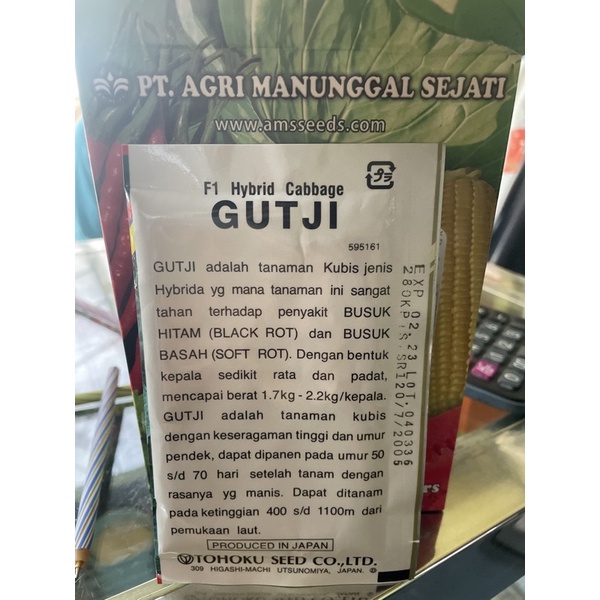 PT. AGRI MANUNGGAL SEJATI
www.amsseeds.com
F1 Hybrid Cabbage
GUTJI
595161
GUTJI adalah tanaman Kubis jenis
Hybrida yg mana tanaman ini sangat
tahan terhadap penyakit BUSUK
HITAM (BLACK ROT) dan BUSUK
BASAH (SOFT ROT). Dengan bentuk
kepala sedikit rata dan padat,
mencapai berat 1.7kg - 2.2kg/kepala.
GUTJI adalah tanaman kubis
dengan keseragaman tinggi dan umur
pendek, dapat dipanen pada umur 50
s/d 70 hari setelah tanam dengan
rasanya yg manis. Dapat ditanam
pada ketinggian 400 s/d 1100m dari
pemukaan laut.
PRODUCED IN JAPAN
TOHOKU SEED CO.,LTD.
309 HIGASHI-MACHI UTSUNOMIYA, JAPAN.
EXP.02.23 LOT.040336
プラ